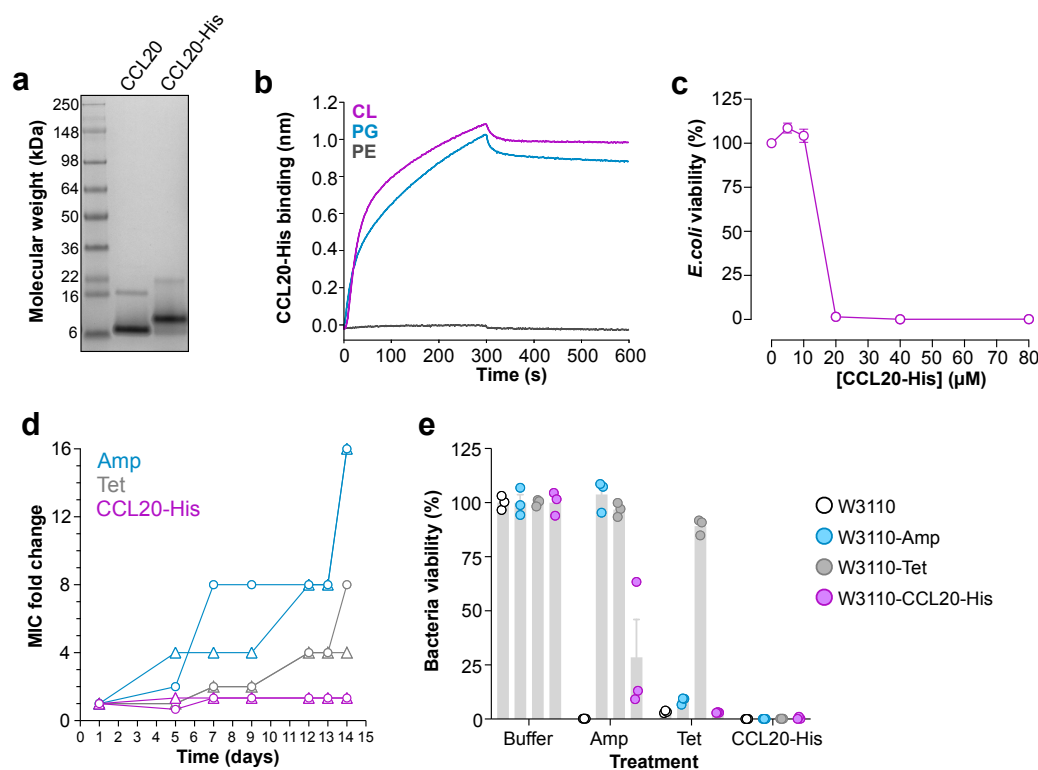 a
CCL20
CCL20-His
Molecular weight (kDa)
250
148
98
64
50
36
22
16
6
b
CL
PG
PE
CCL20-His binding (nm)
1.2
1.0
0.8
0.6
0.4
0.2
0.0
0 100 200 300 400 500 600
Time (s)
c
E.coli viability (%)
125
100
75
50
25
0
0 10 20 30 40 50 60 70 80
[CCL20-His] (µM)
d
Amp
Tet
CCL20-His
MIC fold change
16
12
8
4
0
0 1 2 3 4 5 6 7 8 9 10 11 12 13 14 15
Time (days)
e
Bacteria viability (%)
125
100
75
50
25
0
Buffer Amp Tet CCL20-His
Treatment
W3110
W3110-Amp
W3110-Tet
W3110-CCL20-His